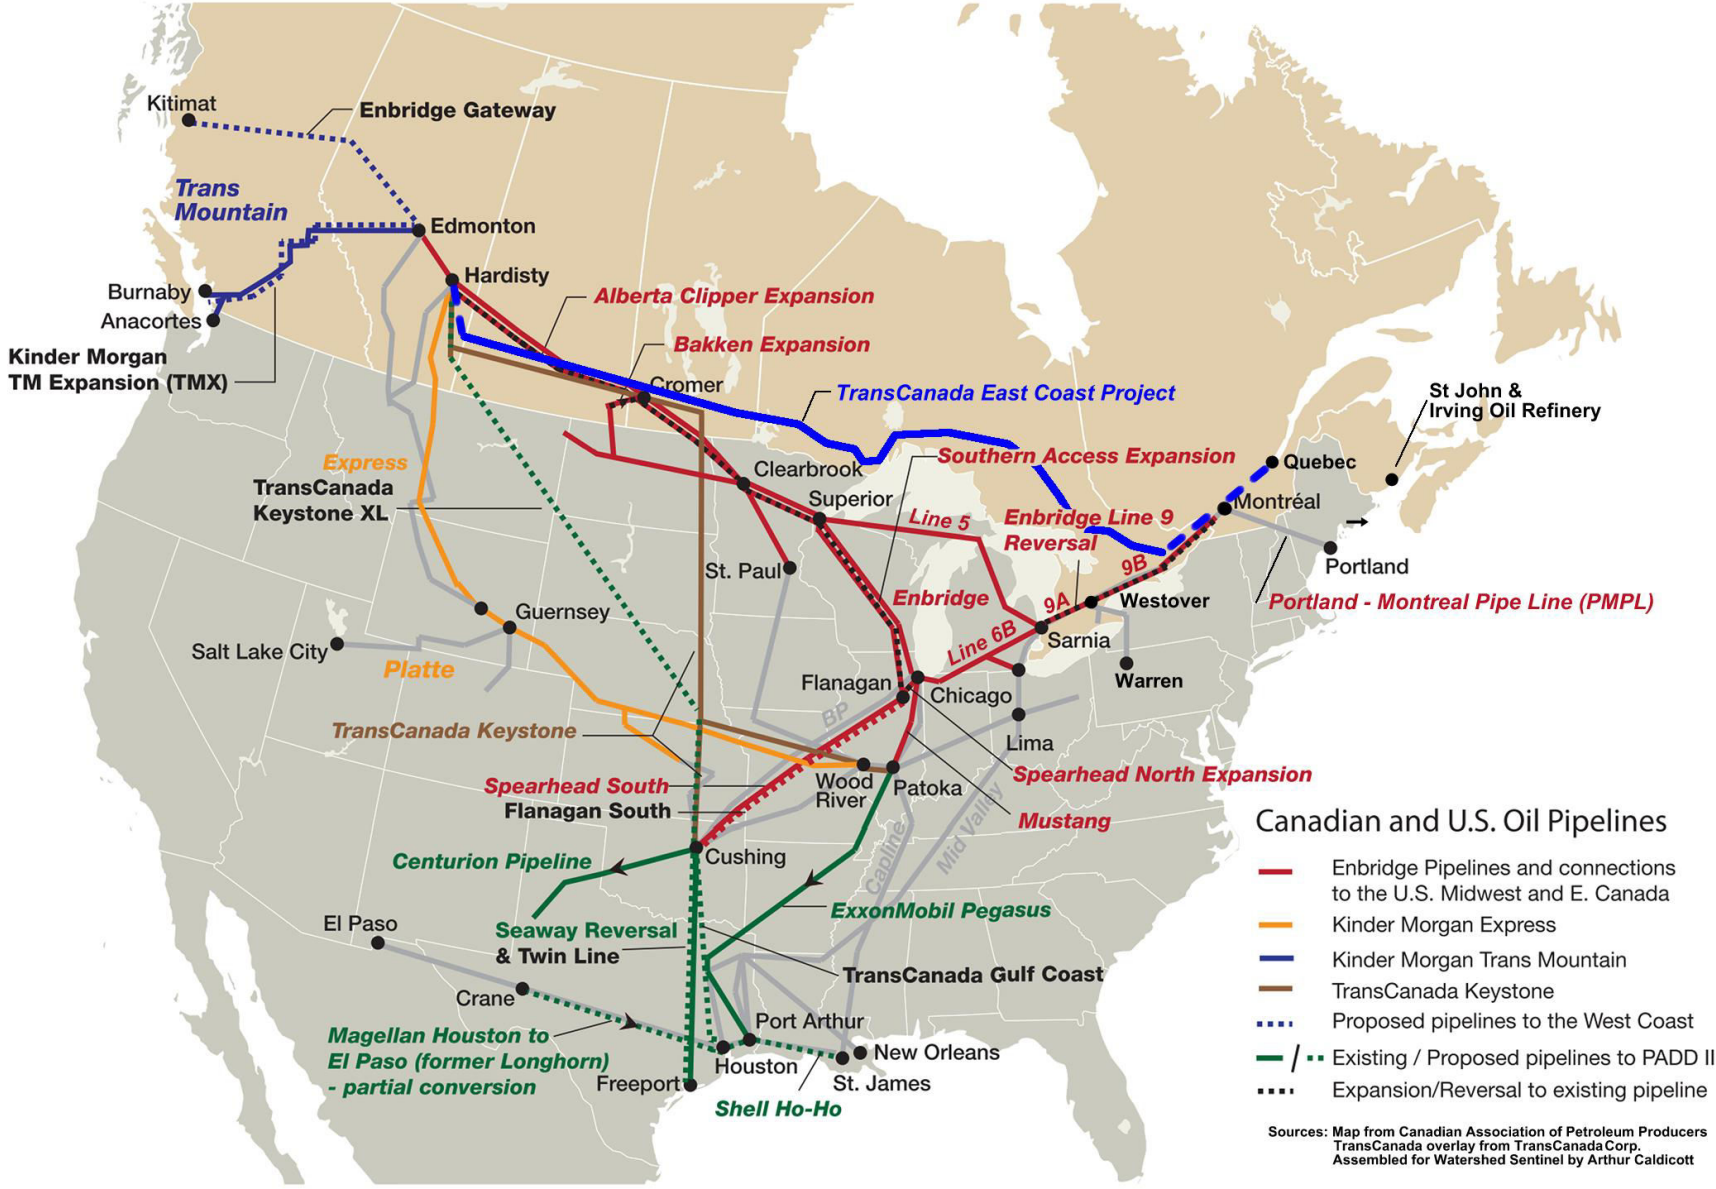 Kitimat
Enbridge Gateway
Trans
Mountain
Edmonton
Hardisty
Burnaby
Anacortes
Kinder Morgan
TM Expansion (TMX)
Alberta Clipper Expansion
Bakken Expansion
Cromer
TransCanada East Coast Project
St John &
Irving Oil Refinery
Express
TransCanada
Keystone XL
Clearbrook
Southern Access Expansion
Quebec
Superior
Line 5
Enbridge Line 9
Reversal
Montréal
St. Paul
9B
Portland
Enbridge
9A
Westover
Portland - Montreal Pipe Line (PMPL)
Guernsey
Salt Lake City
Platte
Line 6B
Sarnia
Flanagan
Chicago
Warren
BP
TransCanada Keystone
Lima
Spearhead South
Flanagan South
Wood
River
Patoka
Spearhead North Expansion
Mustang
Capline
Mid Valley
Centurion Pipeline
Cushing
ExxonMobil Pegasus
El Paso
Seaway Reversal
& Twin Line
TransCanada Gulf Coast
Crane
Magellan Houston to
El Paso (former Longhorn)
- partial conversion
Port Arthur
Houston
New Orleans
St. James
Freeport
Shell Ho-Ho
Canadian and U.S. Oil Pipelines
Enbridge Pipelines and connections
to the U.S. Midwest and E. Canada
Kinder Morgan Express
Kinder Morgan Trans Mountain
TransCanada Keystone
Proposed pipelines to the West Coast
Existing / Proposed pipelines to PADD II
Expansion/Reversal to existing pipeline
Sources: Map from Canadian Association of Petroleum Producers
TransCanada overlay from TransCanada Corp.
Assembled for Watershed Sentinel by Arthur Caldicott